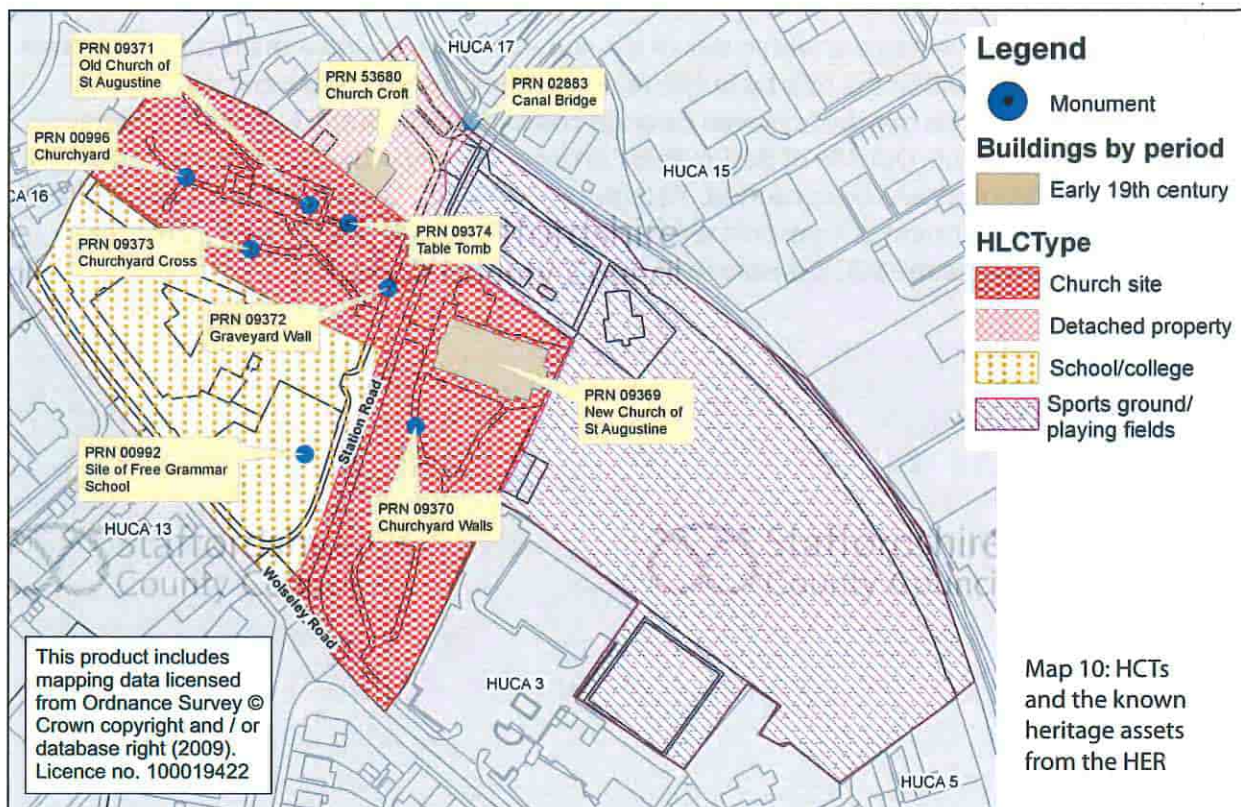 HUCA 17
PRN 09371
Old Church of
St Augustine
PRN 53680
Church Croft
PRN 02883
Canal Bridge
PRN 00996
Churchyard
HUCA 15
CA 16
PRN 09374
Table Tomb
PRN 09373
Churchyard Cross
PRN 09372
Graveyard Wall
Station Road
PRN 09369
New Church of
St Augustine
PRN 00992
Site of Free Grammar
School
PRN 09370
Churchyard Walls
HUCA 13
Wolseley Road
HUCA 3
HUCA 5
Legend
Monument
Buildings by period
Early 19th century
HLCType
Church site
Detached property
School/college
Sports ground/
playing fields
This product includes
mapping data licensed
from Ordnance Survey ©
Crown copyright and / or
database right (2009).
Licence no. 100019422
Map 10: HCTs
and the known
heritage assets
from the HER